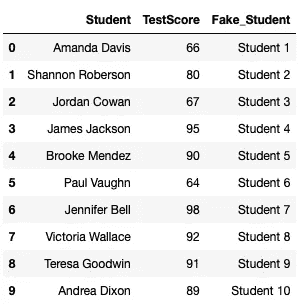 Student TestScore Fake_Student
0 Amanda Davis 66 Student 1
1 Shannon Roberson 80 Student 2
2 Jordan Cowan 67 Student 3
3 James Jackson 95 Student 4
4 Brooke Mendez 90 Student 5
5 Paul Vaughn 64 Student 6
6 Jennifer Bell 98 Student 7
7 Victoria Wallace 92 Student 8
8 Teresa Goodwin 91 Student 9
9 Andrea Dixon 89 Student 10